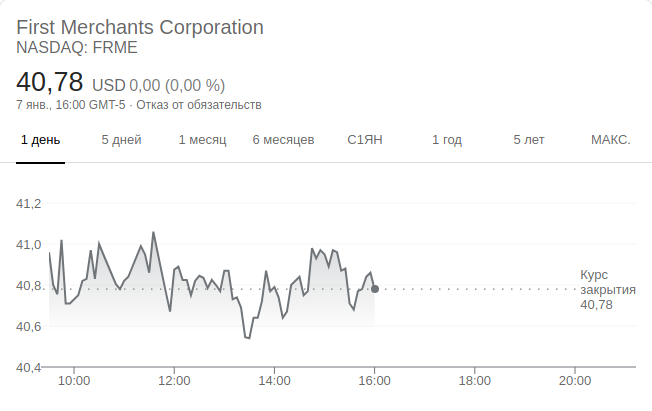 First Merchants Corporation
NASDAQ: FRME
40,78 USD 0,00 (0,00 %)
7 янв., 16:00 GMT-5 · Отказ от обязательств
1 день 5 дней 1 месяц 6 месяцев С1ЯН 1 год 5 лет МАКС.
41,2
41,0
40,8
40,6
40,4
Курс
закрытия
40,78
10:00 12:00 14:00 16:00 18:00 20:00